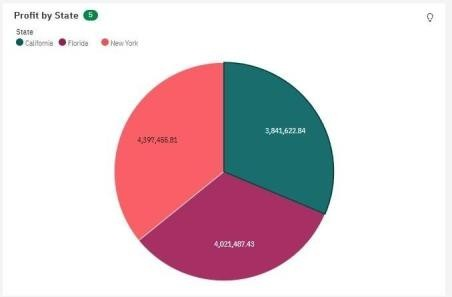 Profit by State 5
State
California Florida New York
4,397,455.81
3,841,622.84
4,021,487.43